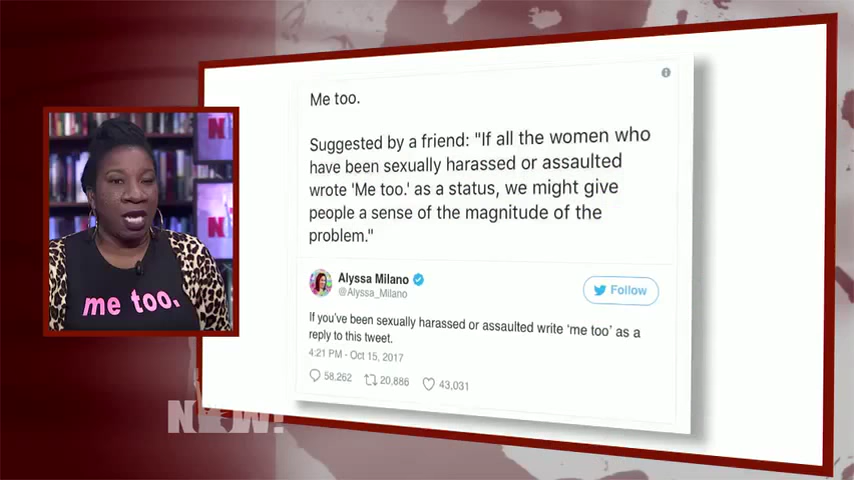 Me too.
Suggested by a friend: "If all the women who
have been sexually harassed or assaulted
wrote 'Me too.' as a status, we might give
people a sense of the magnitude of the
problem."
Alyssa Milano
@Alyssa_Milano
Follow
If you've been sexually harassed or assaulted write 'me too' as a
reply to this tweet.
4:21 PM - Oct 15, 2017
58,262 20,886 43,031
me too.
N
N
NOW!